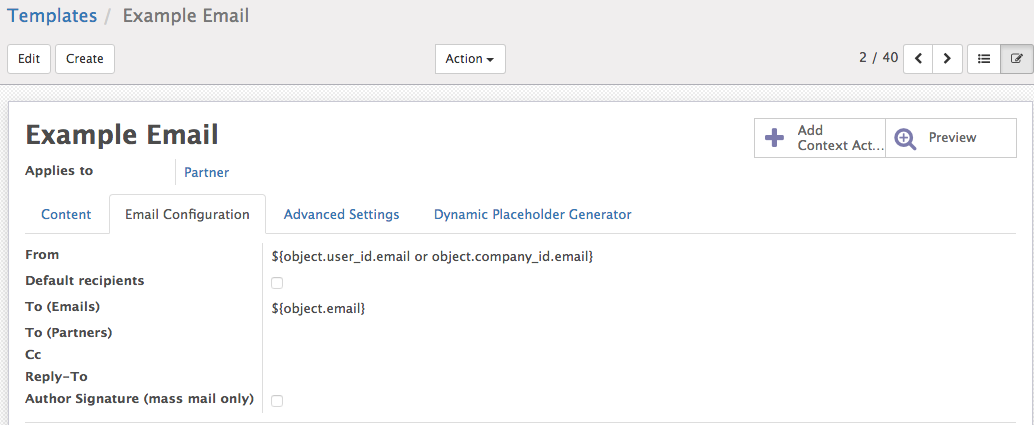 Templates / Example Email
Edit Create Action 2 / 40
Example Email
Add
Context Act...
Preview
Applies to Partner
Content Email Configuration Advanced Settings Dynamic Placeholder Generator
From ${object.user_id.email or object.company_id.email}
Default recipients
To (Emails) ${object.email}
To (Partners)
Cc
Reply-To
Author Signature (mass mail only)